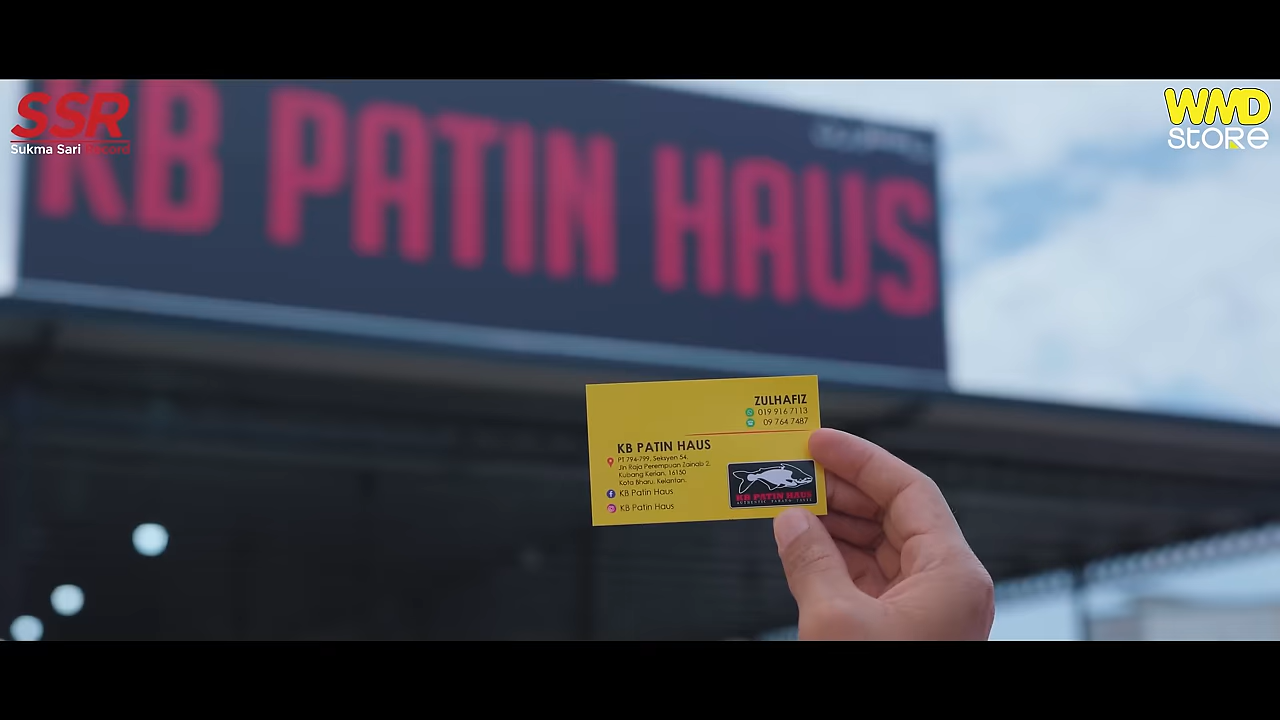 SSR
Sukma Sari Record
WMD
STORE
KB PATIN HAUS
ZULHAFIZ
019 916 7113
09 764 7487
KB PATIN HAUS
PT 794-799, Seksyen 54,
Jln Raja Perempuan Zainab 2,
Kubang Kerian, 16150
Kota Bharu, Kelantan.
KB Patin Haus
KB Patin Haus
KB PATIN HAUS